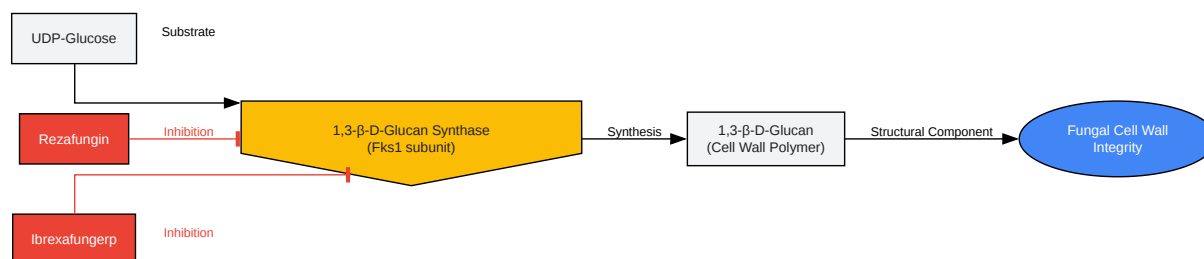 UDP-Glucose
Substrate
Rezafungin
Inhibition
1,3-β-D-Glucan Synthase
(Fks1 subunit)
Synthesis
1,3-β-D-Glucan
(Cell Wall Polymer)
Structural Component
Fungal Cell Wall
Integrity
Ibrexafungerp
Inhibition